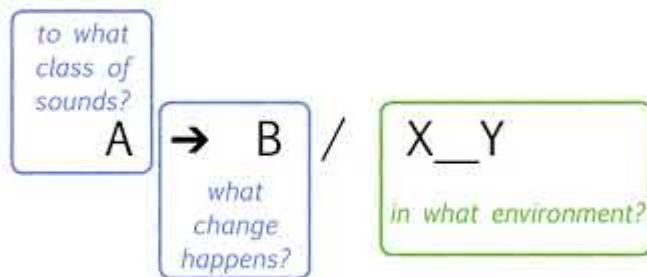 to what
class of
sounds?
A → B / X__Y
what
change
happens?
in what environment?